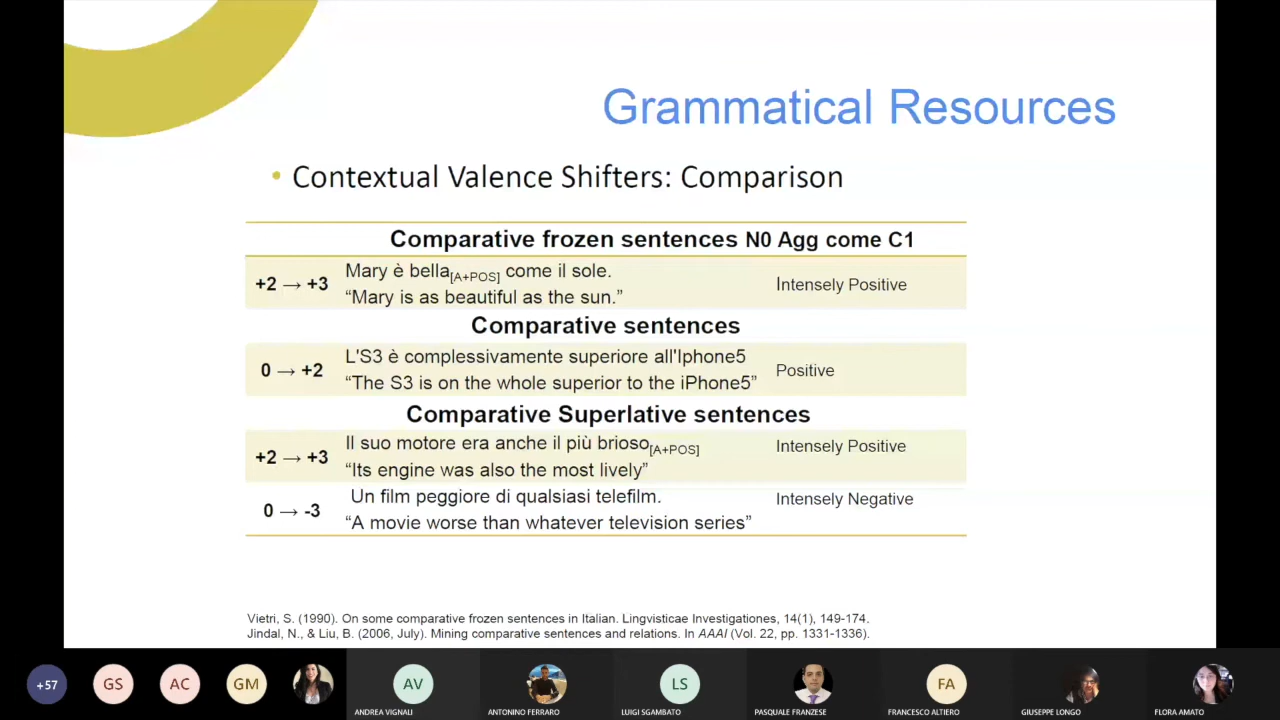 Grammatical Resources
• Contextual Valence Shifters: Comparison
Comparative frozen sentences N0 Agg come C1
+2 → +3 Mary è bella[A+POS] come il sole. Intensely Positive
“Mary is as beautiful as the sun.”
Comparative sentences
0 → +2 L'S3 è complessivamente superiore all'Iphone5 Positive
“The S3 is on the whole superior to the iPhone5”
Comparative Superlative sentences
+2 → +3 Il suo motore era anche il più brioso[A+POS] Intensely Positive
“Its engine was also the most lively”
0 → -3 Un film peggiore di qualsiasi telefilm. Intensely Negative
“A movie worse than whatever television series”
Vietri, S. (1990). On some comparative frozen sentences in Italian. Lingvisticae Investigationes, 14(1), 149-174.
Jindal, N., & Liu, B. (2006, July). Mining comparative sentences and relations. In AAAI (Vol. 22, pp. 1331-1336).
+57 GS AC GM AV LS FA
ANDREA VIGNALI ANTONINO FERRARO LUIGI SGAMBATO PASQUALE FRANZESE FRANCESCO ALTIERO GIUSEPPE LONGO FLORA AMATO